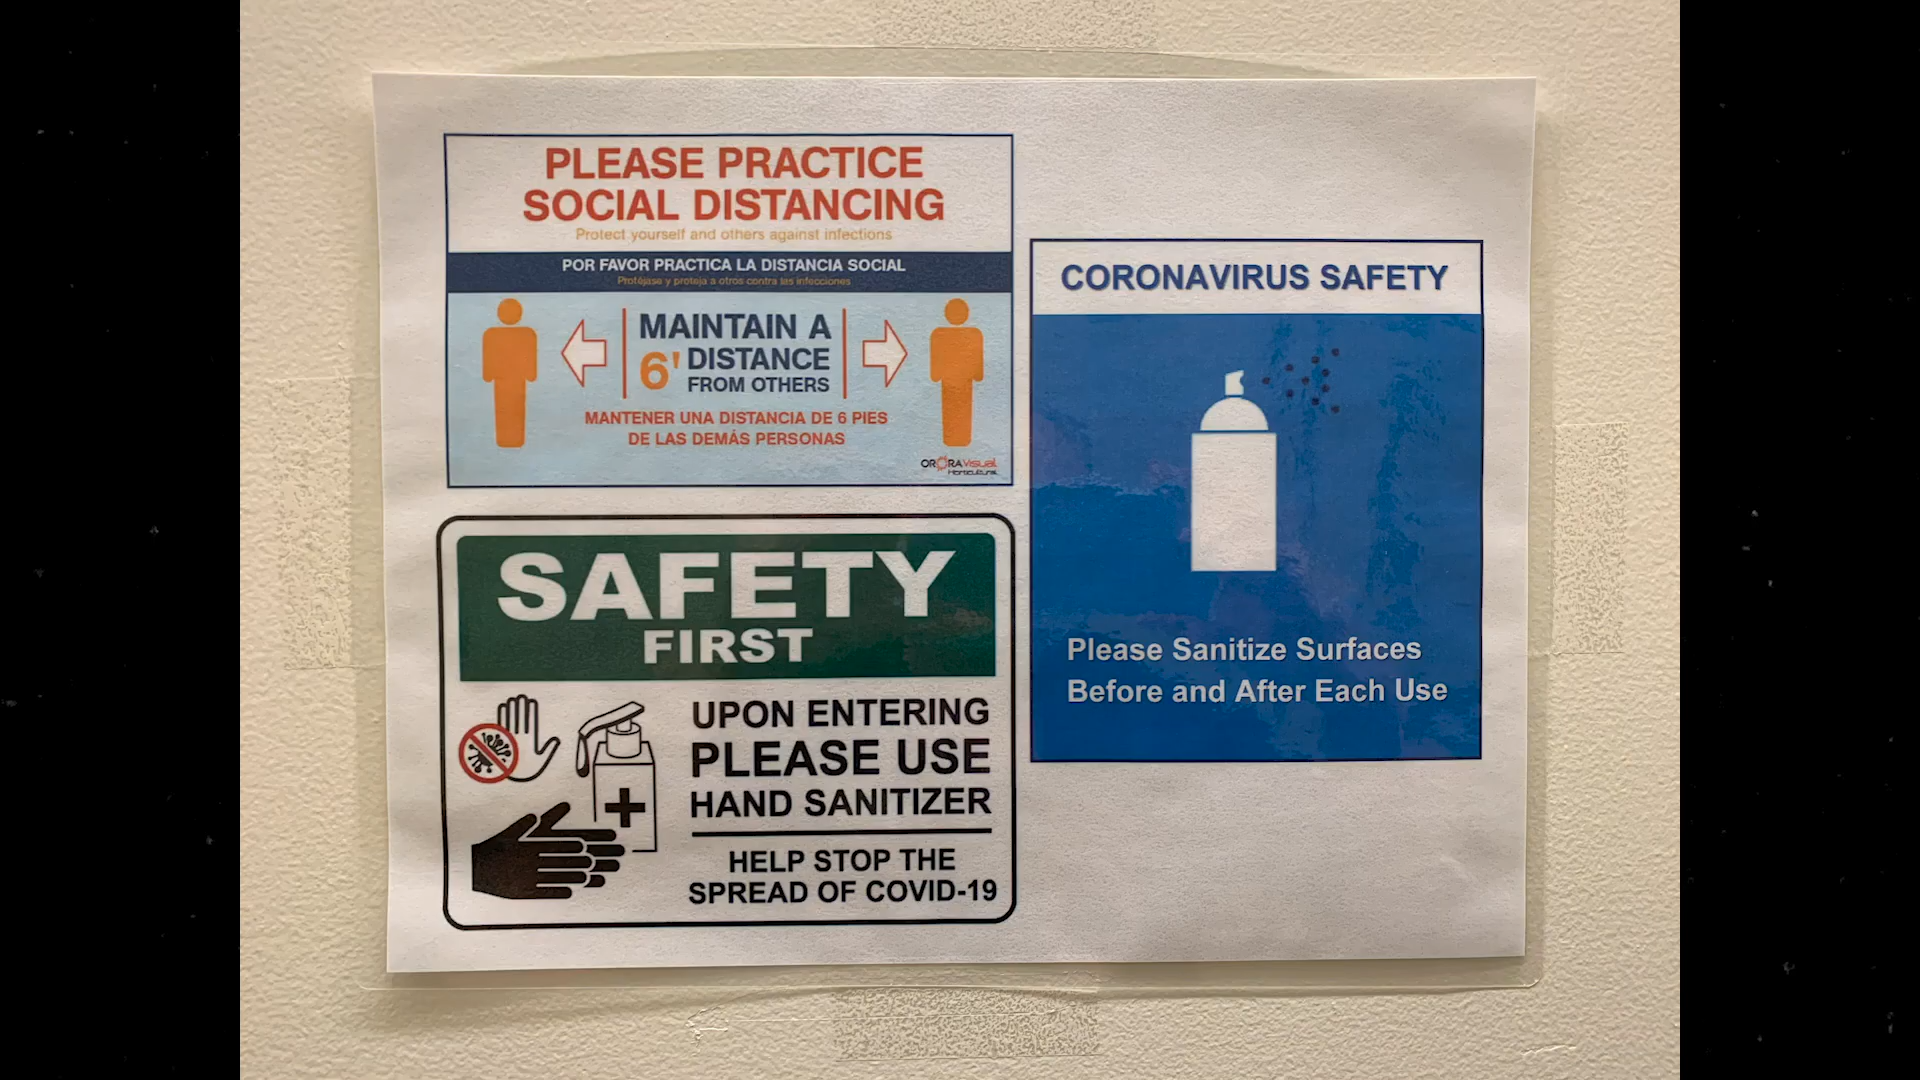 PLEASE PRACTICE
SOCIAL DISTANCING
Protect yourself and others against infections
POR FAVOR PRACTICA LA DISTANCIA SOCIAL
Protéjase y proteja a otros contra las infecciones
MAINTAIN A
6' DISTANCE
FROM OTHERS
MANTENER UNA DISTANCIA DE 6 PIES
DE LAS DEMÁS PERSONAS
ORORA Visual
Horticultural
SAFETY
FIRST
UPON ENTERING
PLEASE USE
HAND SANITIZER
HELP STOP THE
SPREAD OF COVID-19
CORONAVIRUS SAFETY
Please Sanitize Surfaces
Before and After Each Use